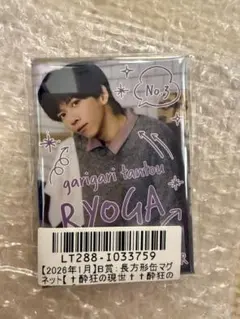 No.3
garigari tantou
RYOGA
LT288-I033759
【2026年1月】B賞:長方形缶マグ
ネット【†酔狂の現世††酔狂の